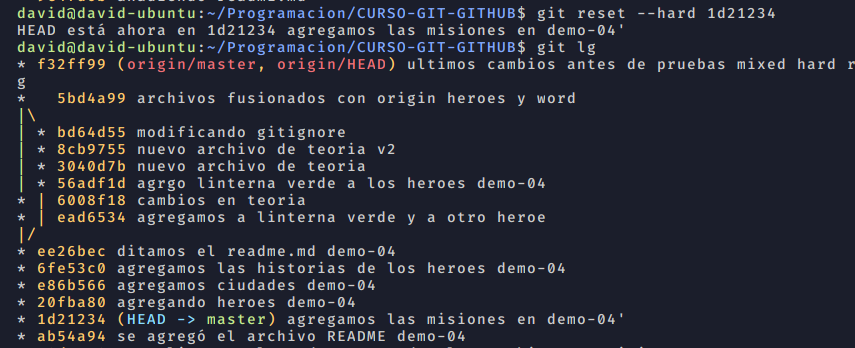 david@david-ubuntu:~/Programacion/CURSO-GIT-GITHUB$ git reset --hard 1d21234
HEAD está ahora en 1d21234 agregamos las misiones en demo-04'
david@david-ubuntu:~/Programacion/CURSO-GIT-GITHUB$ git lg
* f32ff99 (origin/master, origin/HEAD) ultimos cambios antes de pruebas mixed hard r
g
*   5bd4a99 archivos fusionados con origin heroes y word
|\
| * bd64d55 modificando gitignore
| * 8cb9755 nuevo archivo de teoria v2
| * 3040d7b nuevo archivo de teoria
| * 56adf1d agrgo linterna verde a los heroes demo-04
* | 6008f18 cambios en teoria
* | ead6534 agregamos a linterna verde y a otro heroe
|/
* ee26bec ditamos el readme.md demo-04
* 6fe53c0 agregamos las historias de los heroes demo-04
* e86b566 agregamos ciudades demo-04
* 20fba80 agregando heroes demo-04
* 1d21234 (HEAD -> master) agregamos las misiones en demo-04'
* ab54a94 se agregó el archivo README demo-04